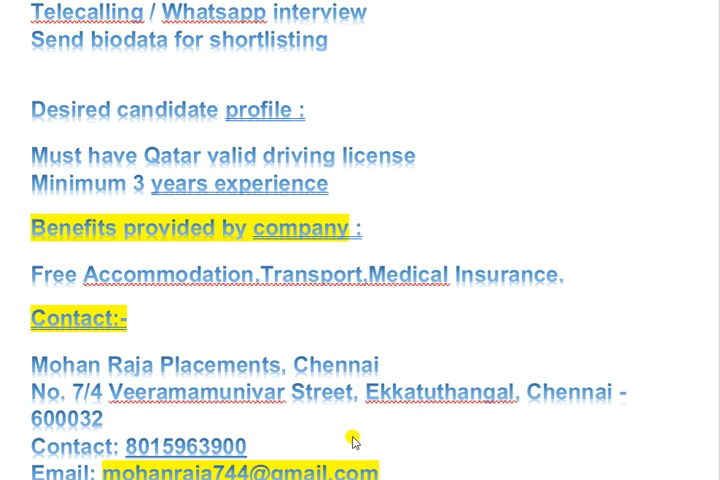 Telecalling / Whatsapp interview
Send biodata for shortlisting
Desired candidate profile :
Must have Qatar valid driving license
Minimum 3 years experience
Benefits provided by company :
Free Accommodation,Transport,Medical Insurance.
Contact:-
Mohan Raja Placements, Chennai
No. 7/4 Veeramamunivar Street, Ekkatuthangal, Chennai -
600032
Contact: 8015963900
Email: mohanraja744@gmail.com